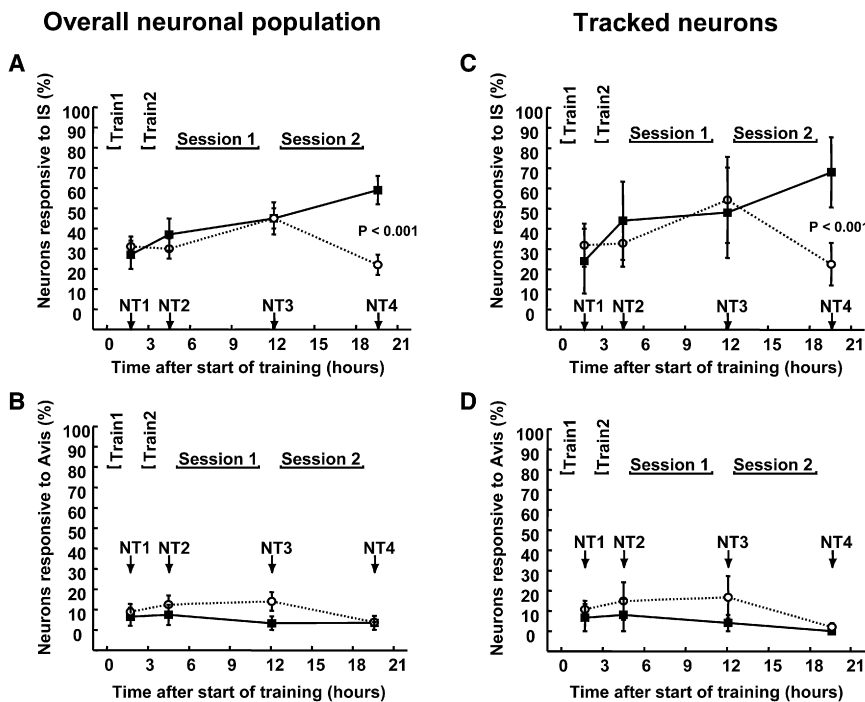 Overall neuronal population
Tracked neurons
A
Neurons responsive to IS (%)
100
90
80
70
60
50
40
30
20
10
0
Train1
Train2
Session 1
Session 2
P < 0.001
NT1
NT2
NT3
NT4
0 3 6 9 12 15 18 21
Time after start of training (hours)
C
Neurons responsive to IS (%)
100
90
80
70
60
50
40
30
20
10
0
Train1
Train2
Session 1
Session 2
P < 0.001
NT1
NT2
NT3
NT4
0 3 6 9 12 15 18 21
Time after start of training (hours)
B
Neurons responsive to Avis (%)
100
90
80
70
60
50
40
30
20
10
0
Train1
Train2
Session 1
Session 2
NT1
NT2
NT3
NT4
0 3 6 9 12 15 18 21
Time after start of training (hours)
D
Neurons responsive to Avis (%)
100
90
80
70
60
50
40
30
20
10
0
Train1
Train2
Session 1
Session 2
NT1
NT2
NT3
NT4
0 3 6 9 12 15 18 21
Time after start of training (hours)